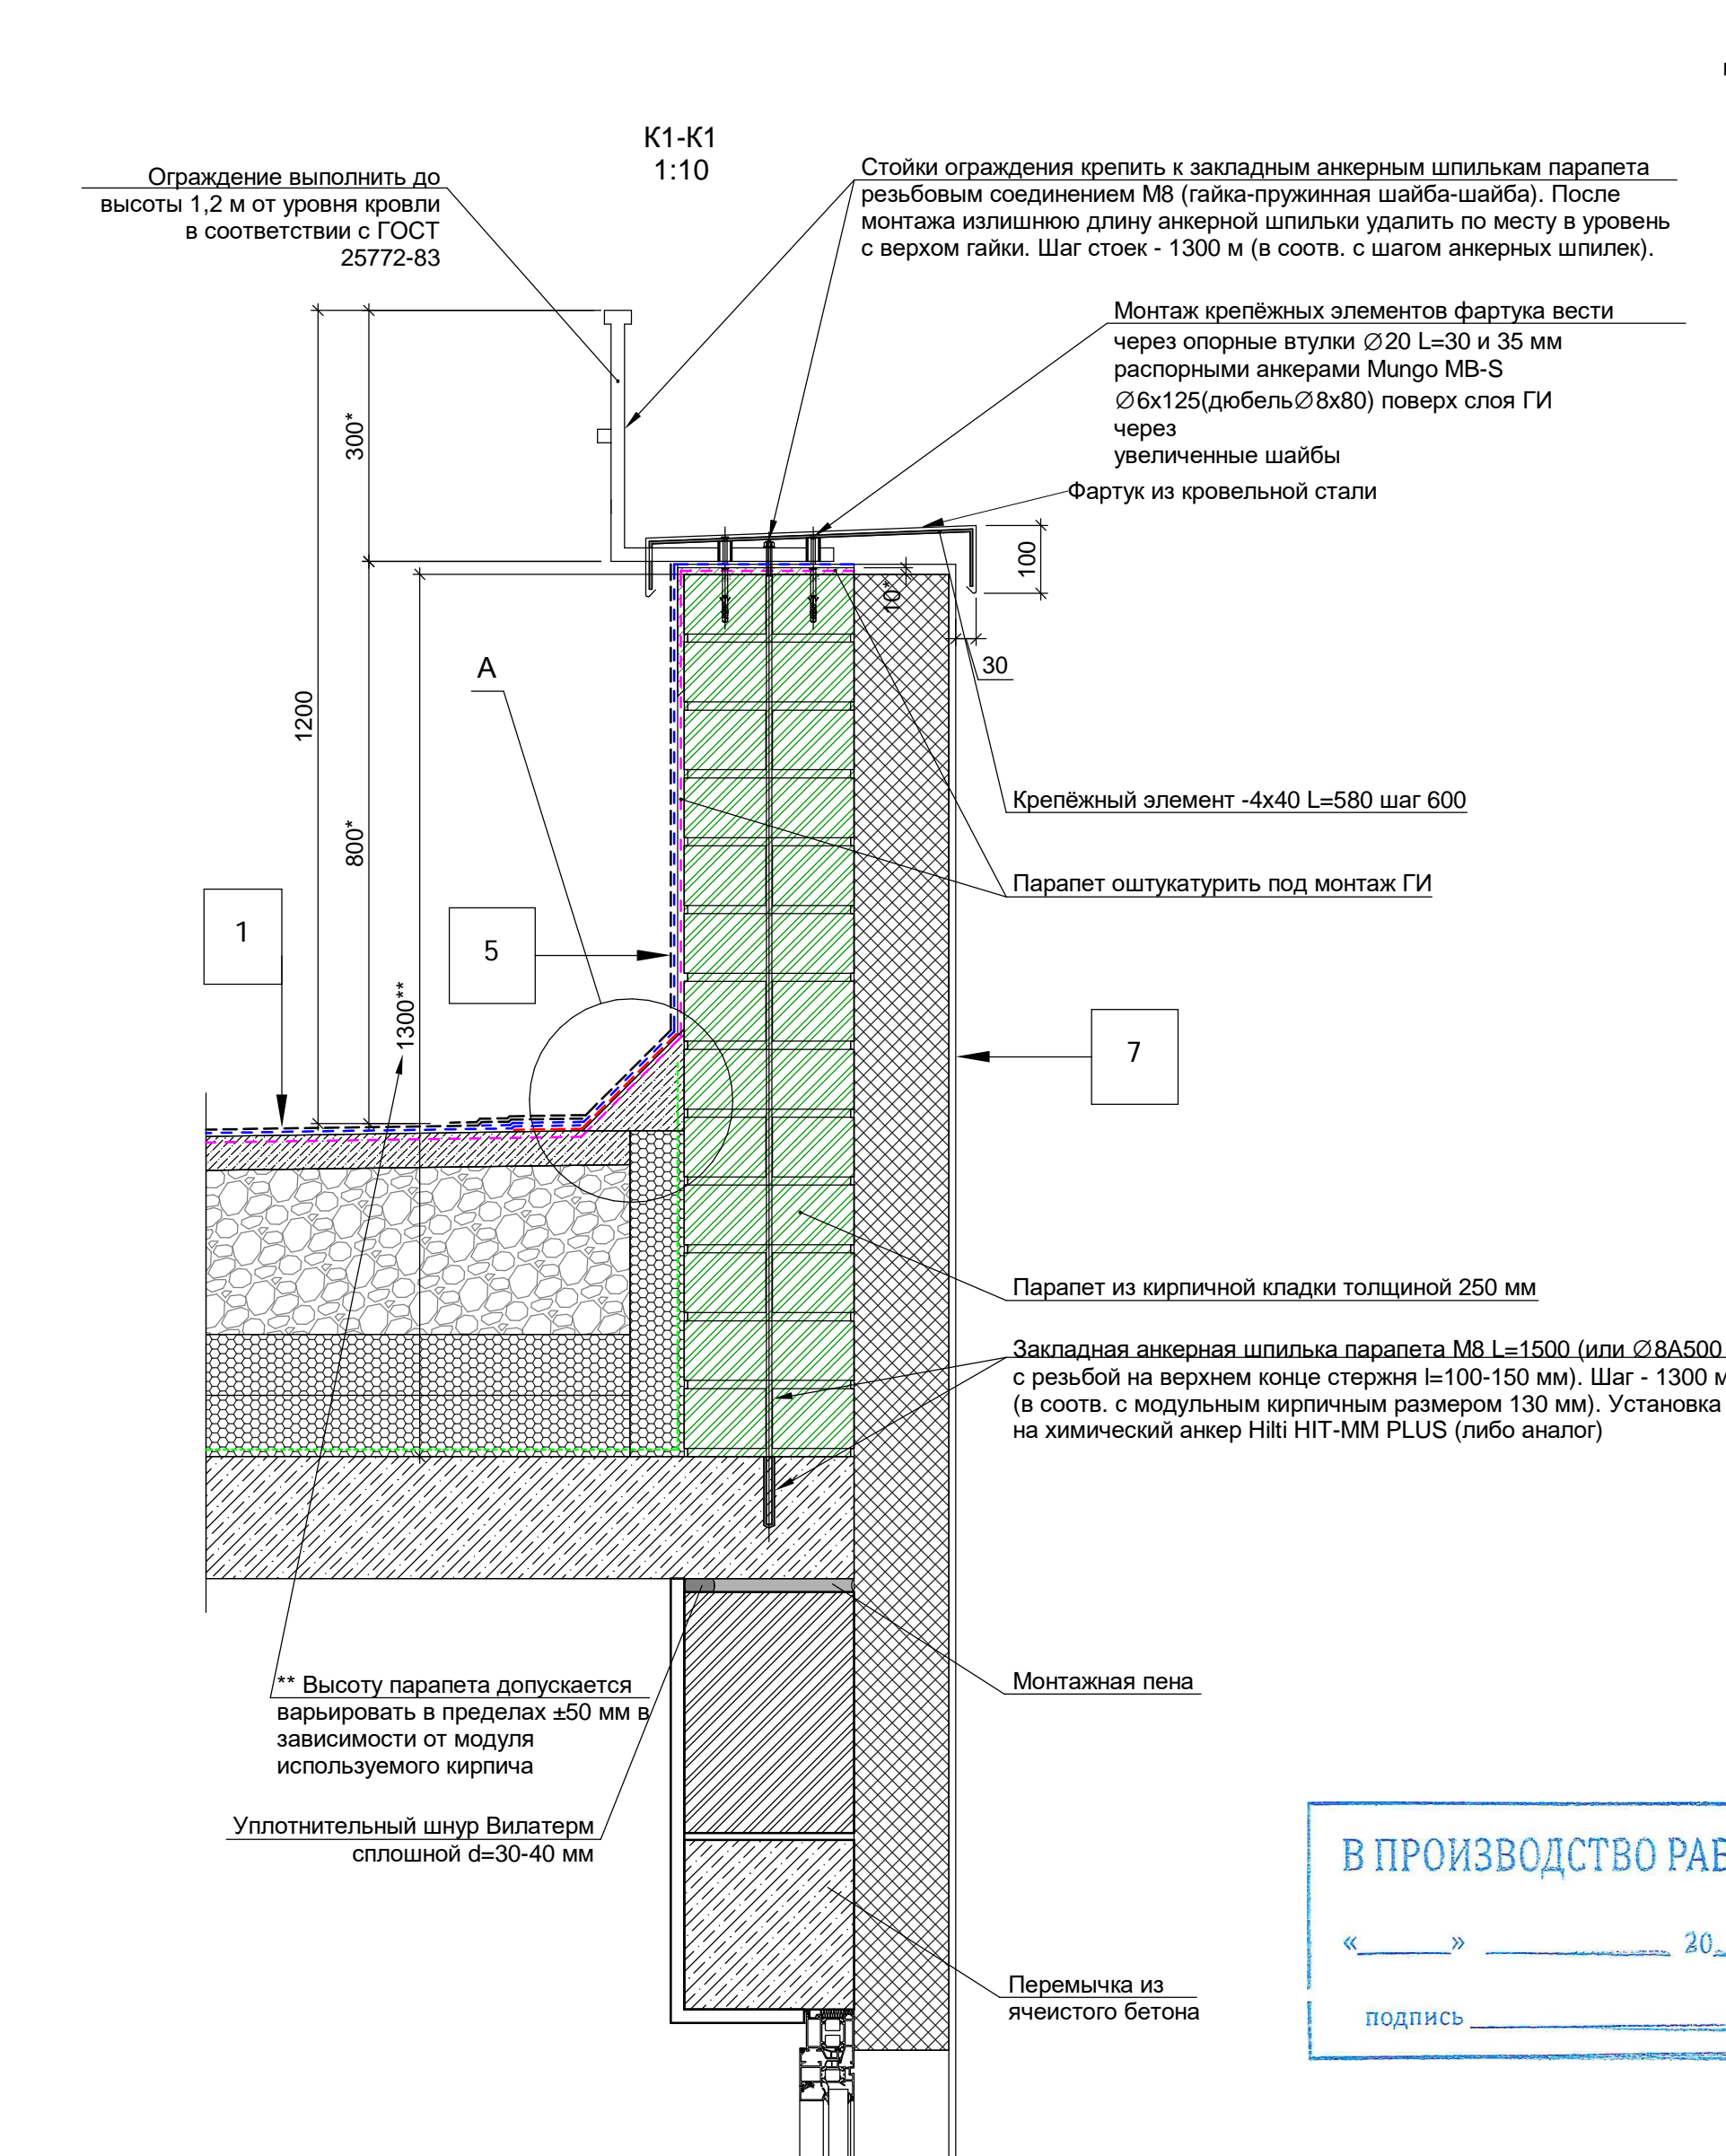 К1-К1
1:10
Ограждение выполнить до
высоты 1,2 м от уровня кровли
в соответствии с ГОСТ
25772-83
Стойки ограждения крепить к закладным анкерным шпилькам парапета
резьбовым соединением М8 (гайка-пружинная шайба-шайба). После
монтажа излишнюю длину анкерной шпильки удалить по месту в уровень
с верхом гайки. Шаг стоек - 1300 м (в соотв. с шагом анкерных шпилек).
Монтаж крепёжных элементов фартука вести
через опорные втулки ∅20 L=30 и 35 мм
распорными анкерами Mungo MB-S
∅6х125(дюбель∅8х80) поверх слоя ГИ
через
увеличенные шайбы
Фартук из кровельной стали
300*
100
10*
30
А
1200
800*
1300**
1
5
7
Крепёжный элемент -4х40 L=580 шаг 600
Парапет оштукатурить под монтаж ГИ
Парапет из кирпичной кладки толщиной 250 мм
Закладная анкерная шпилька парапета М8 L=1500 (или ∅8А500
с резьбой на верхнем конце стержня l=100-150 мм). Шаг - 1300 м
(в соотв. с модульным кирпичным размером 130 мм). Установка
на химический анкер Hilti HIT-MM PLUS (либо аналог)
** Высоту парапета допускается
варьировать в пределах ±50 мм в
зависимости от модуля
используемого кирпича
Монтажная пена
Уплотнительный шнур Вилатерм
сплошной d=30-40 мм
Перемычка из
ячеистого бетона
В ПРОИЗВОДСТВО РАБ
«______» __________ 20_
подпись __________